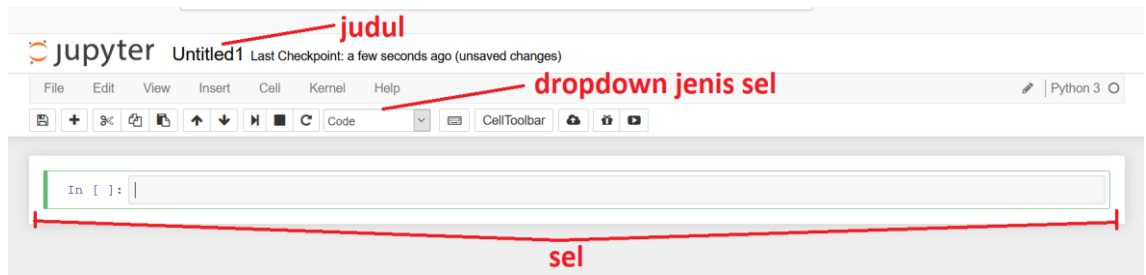 judul
jupyter Untitled1 Last Checkpoint: a few seconds ago (unsaved changes)
dropdown jenis sel
File Edit View Insert Cell Kernel Help Python 3
Code CellToolbar
In [ ]:
sel